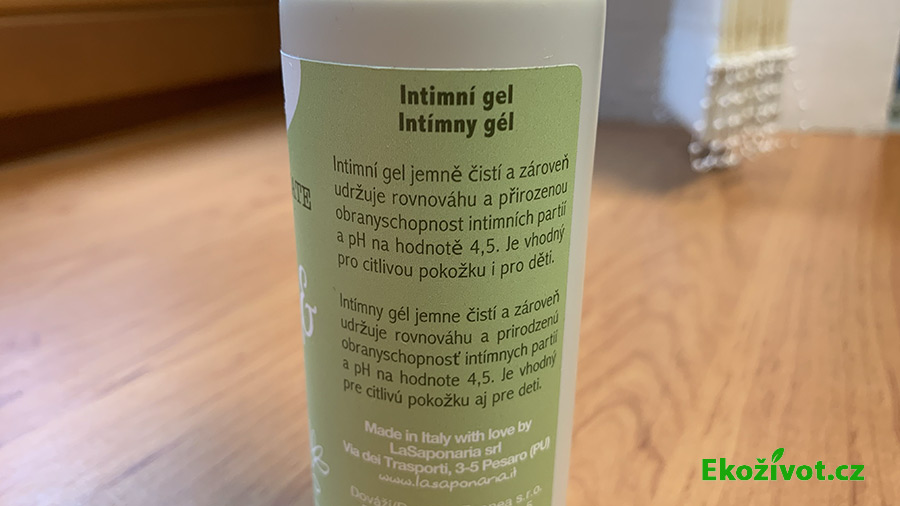 Intimní gel
Intímny gél
Intimní gel jemně čistí a zároveň
udržuje rovnováhu a přirozenou
obranyschopnost intimních partií
a pH na hodnotě 4,5. Je vhodný
pro citlivou pokožku i pro děti.
Intímny gél jemne čistí a zároveň
udržuje rovnováhu a prirodzenú
obranyschopnosť intímnych partií
a pH na hodnote 4,5. Je vhodný
pre citlivú pokožku aj pre deti.
Made in Italy with love by
LaSaponaria srl
Via dei Trasporti, 3-5 Pesaro (PU)
www.lasaponaria.it
s.r.o.
&
Ekoživot.cz